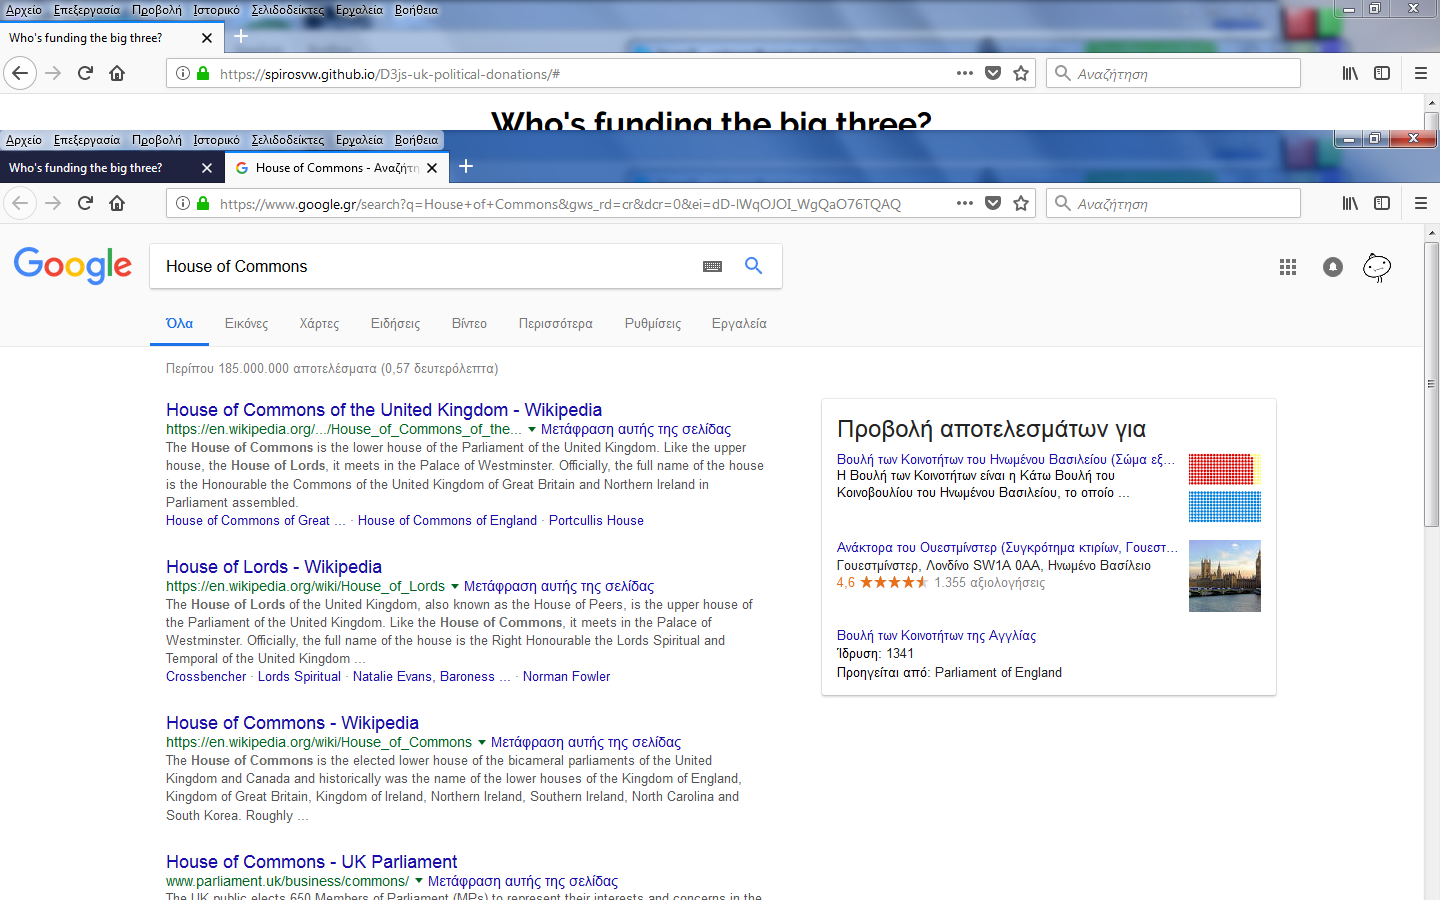 Αρχείο Επεξεργασία Προβολή Ιστορικό Σελιδοδείκτες Εργαλεία Βοήθεια
Who's funding the big three?
https://spirosvw.github.io/D3js-uk-political-donations/# Αναζήτηση
Who's funding the big three?
Αρχείο Επεξεργασία Προβολή Ιστορικό Σελιδοδείκτες Εργαλεία Βοήθεια
Who's funding the big three? House of Commons - Αναζήτη
https://www.google.gr/search?q=House+of+Commons&gws_rd=cr&dcr=0&ei=dD-lWqOJOI_WgQaO76TQAQ Αναζήτηση
Google House of Commons
Όλα Εικόνες Χάρτες Ειδήσεις Βίντεο Περισσότερα Ρυθμίσεις Εργαλεία
Περίπου 185.000.000 αποτελέσματα (0,57 δευτερόλεπτα)
House of Commons of the United Kingdom - Wikipedia
https://en.wikipedia.org/.../House_of_Commons_of_the... Μετάφραση αυτής της σελίδας
The House of Commons is the lower house of the Parliament of the United Kingdom. Like the upper
house, the House of Lords, it meets in the Palace of Westminster. Officially, the full name of the house
is the Honourable the Commons of the United Kingdom of Great Britain and Northern Ireland in
Parliament assembled.
House of Commons of Great ... · House of Commons of England · Portcullis House
House of Lords - Wikipedia
https://en.wikipedia.org/wiki/House_of_Lords Μετάφραση αυτής της σελίδας
The House of Lords of the United Kingdom, also known as the House of Peers, is the upper house of
the Parliament of the United Kingdom. Like the House of Commons, it meets in the Palace of
Westminster. Officially, the full name of the house is the Right Honourable the Lords Spiritual and
Temporal of the United Kingdom ...
Crossbencher · Lords Spiritual · Natalie Evans, Baroness ... · Norman Fowler
House of Commons - Wikipedia
https://en.wikipedia.org/wiki/House_of_Commons Μετάφραση αυτής της σελίδας
The House of Commons is the elected lower house of the bicameral parliaments of the United
Kingdom and Canada and historically was the name of the lower houses of the Kingdom of England,
Kingdom of Great Britain, Kingdom of Ireland, Northern Ireland, Southern Ireland, North Carolina and
South Korea. Roughly ...
House of Commons - UK Parliament
www.parliament.uk/business/commons/ Μετάφραση αυτής της σελίδας
The UK public elects 650 Members of Parliament (MPs) to represent their interests and concerns in the
Προβολή αποτελεσμάτων για
Βουλή των Κοινοτήτων του Ηνωμένου Βασιλείου (Σώμα εξ...
Η Βουλή των Κοινοτήτων είναι η Κάτω Βουλή του
Κοινοβουλίου του Ηνωμένου Βασιλείου, το οποίο ...
Ανάκτορα του Ουεστμίνστερ (Συγκρότημα κτιρίων, Γουεστ...
Γουεστμίνστερ, Λονδίνο SW1A 0AA, Ηνωμένο Βασίλειο
4,6 1.355 αξιολογήσεις
Βουλή των Κοινοτήτων της Αγγλίας
Ίδρυση: 1341
Προηγείται από: Parliament of England